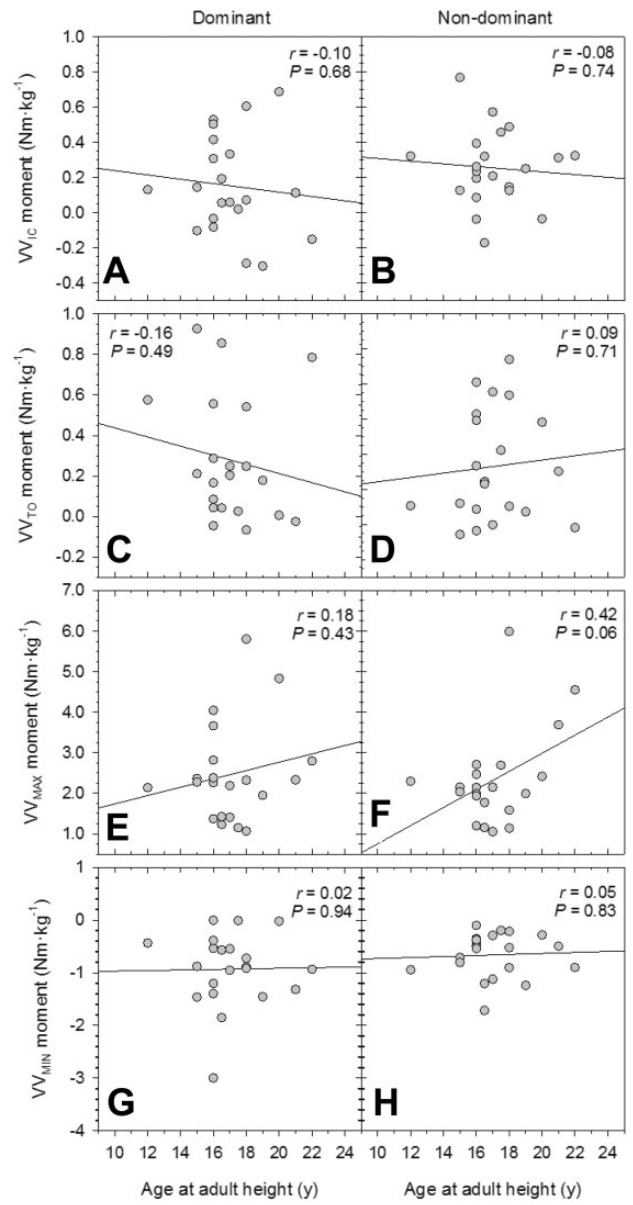 Dominant
Non-dominant
1.0
0.8
0.6
0.4
0.2
0.0
-0.2
-0.4
VV_IC moment (Nm·kg⁻¹)
r = -0.10
P = 0.68
A
r = -0.08
P = 0.74
B
1.0
0.8
0.6
0.4
0.2
0.0
-0.2
VV_TO moment (Nm·kg⁻¹)
r = -0.16
P = 0.49
C
r = 0.09
P = 0.71
D
7.0
6.0
5.0
4.0
3.0
2.0
1.0
VV_MAX moment (Nm·kg⁻¹)
r = 0.18
P = 0.43
E
r = 0.42
P = 0.06
F
1
0
-1
-2
-3
-4
VV_MIN moment (Nm·kg⁻¹)
r = 0.02
P = 0.94
G
r = 0.05
P = 0.83
H
10 12 14 16 18 20 22 24
10 12 14 16 18 20 22 24
Age at adult height (y)
Age at adult height (y)